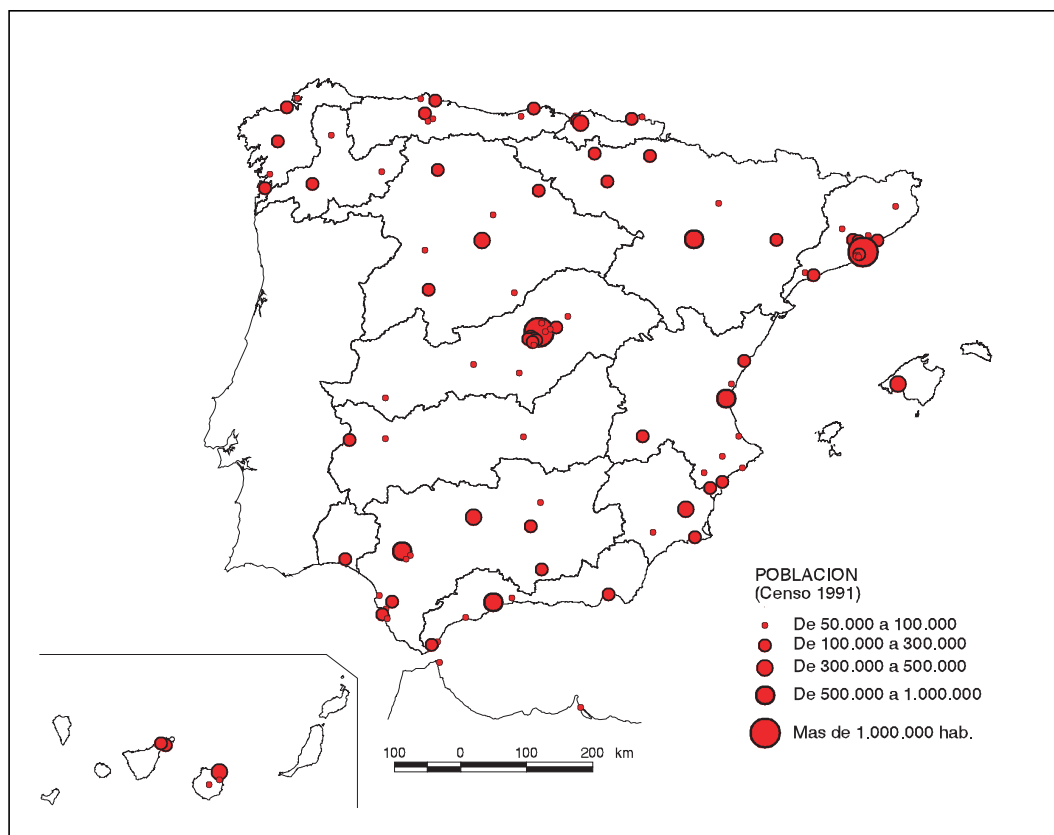 POBLACION
(Censo 1991)
De 50.000 a 100.000
De 100.000 a 300.000
De 300.000 a 500.000
De 500.000 a 1.000.000
Mas de 1.000.000 hab.
100 0 100 200 km